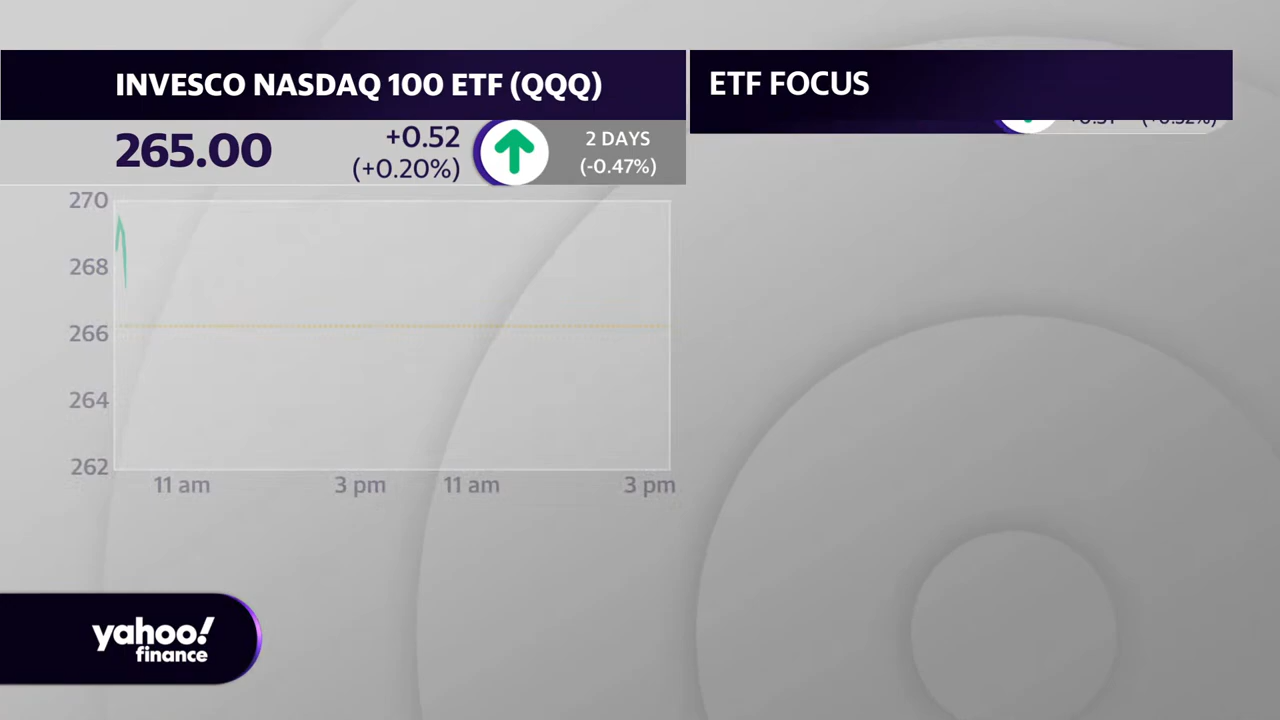 INVESCO NASDAQ 100 ETF (QQQ)
265.00
+0.52
(+0.20%)
2 DAYS
(-0.47%)
270
268
266
264
262
11 am
3 pm
11 am
3 pm
ETF FOCUS
yahoo!
finance